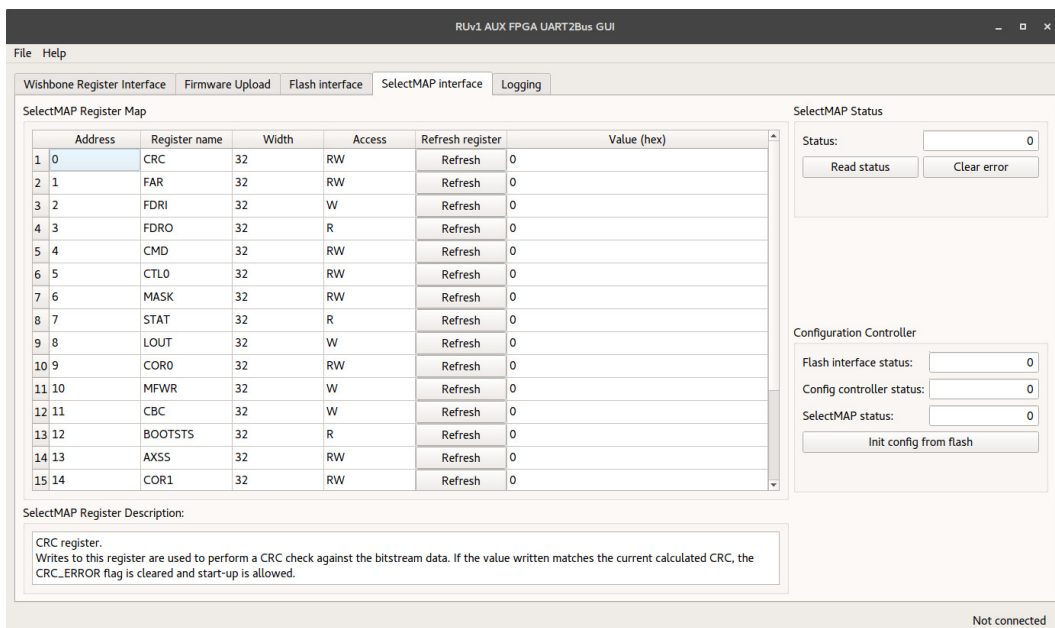 RUv1 AUX FPGA UART2Bus GUI
File Help
Wishbone Register Interface Firmware Upload Flash interface SelectMAP interface Logging
SelectMAP Register Map
Address Register name Width Access Refresh register Value (hex)
1 0 CRC 32 RW Refresh 0
2 1 FAR 32 RW Refresh 0
3 2 FDRI 32 W Refresh 0
4 3 FDRO 32 R Refresh 0
5 4 CMD 32 RW Refresh 0
6 5 CTL0 32 RW Refresh 0
7 6 MASK 32 RW Refresh 0
8 7 STAT 32 R Refresh 0
9 8 LOUT 32 W Refresh 0
10 9 COR0 32 RW Refresh 0
11 10 MFWR 32 W Refresh 0
12 11 CBC 32 W Refresh 0
13 12 BOOTSTS 32 R Refresh 0
14 13 AXSS 32 RW Refresh 0
15 14 COR1 32 RW Refresh 0
SelectMAP Register Description:
CRC register.
Writes to this register are used to perform a CRC check against the bitstream data. If the value written matches the current calculated CRC, the
CRC_ERROR flag is cleared and start-up is allowed.
SelectMAP Status
Status: 0
Read status Clear error
Configuration Controller
Flash interface status: 0
Config controller status: 0
SelectMAP status: 0
Init config from flash
Not connected